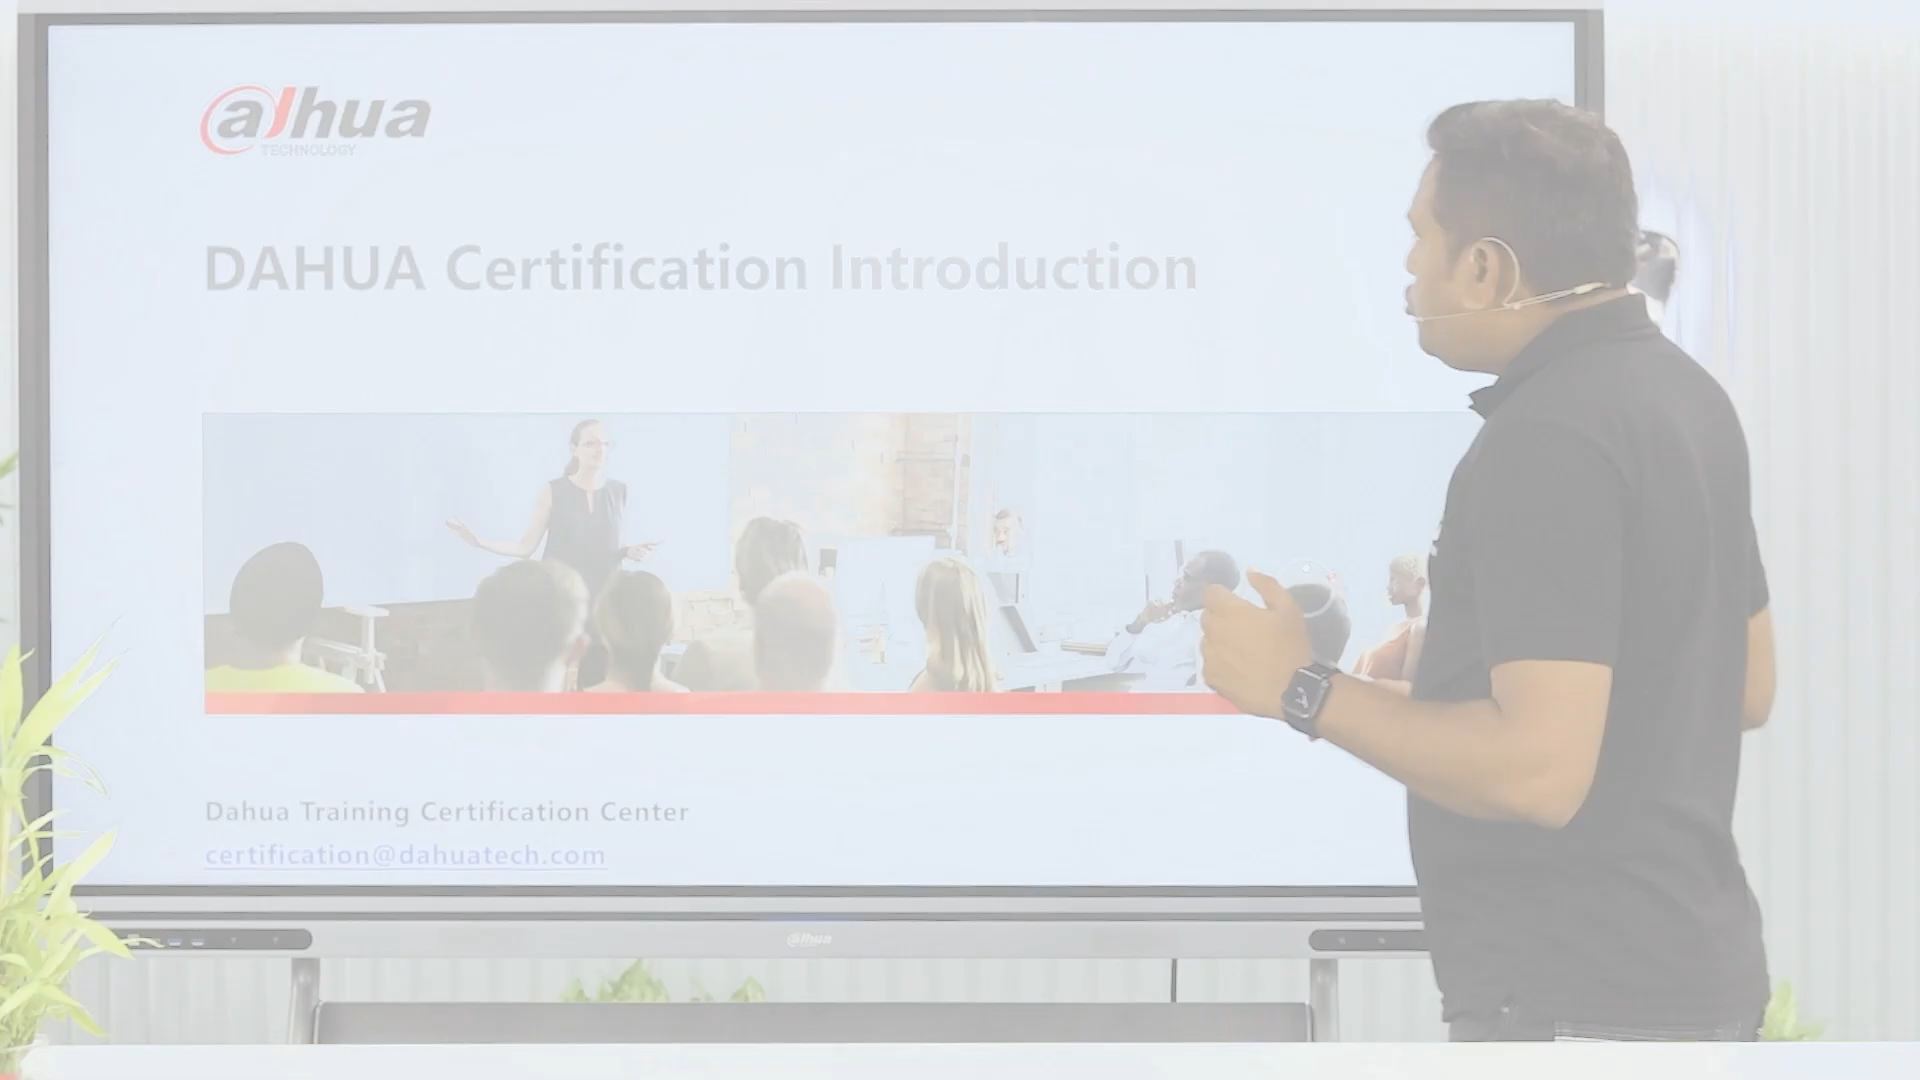 alhua
TECHNOLOGY
DAHUA Certification Introduction
Dahua Training Certification Center
certification@dahuatech.com
alhua